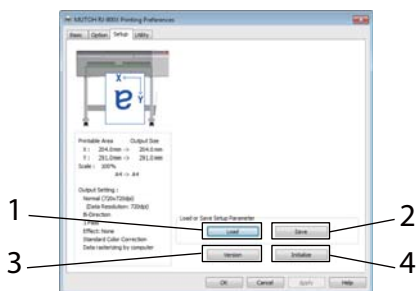 MUTOH RJ-900X Printing Preferences
Basic Option Setup Utility
X
Y
a
Printable Area Output Size
X : 204.0mm -> 204.0mm
Y : 291.0mm -> 291.0mm
Scale : 100%
A4 -> A4
Output Setting :
Normal (720x720dpi)
(Data Resolution: 720dpi)
Bi-Direction
1 Pass
Effect: None
Standard Color Correction
Data rasterizing by computer
Load or Save Setup Parameter
1 Load Save 2
3 Version Initialize 4
OK Cancel Apply Help